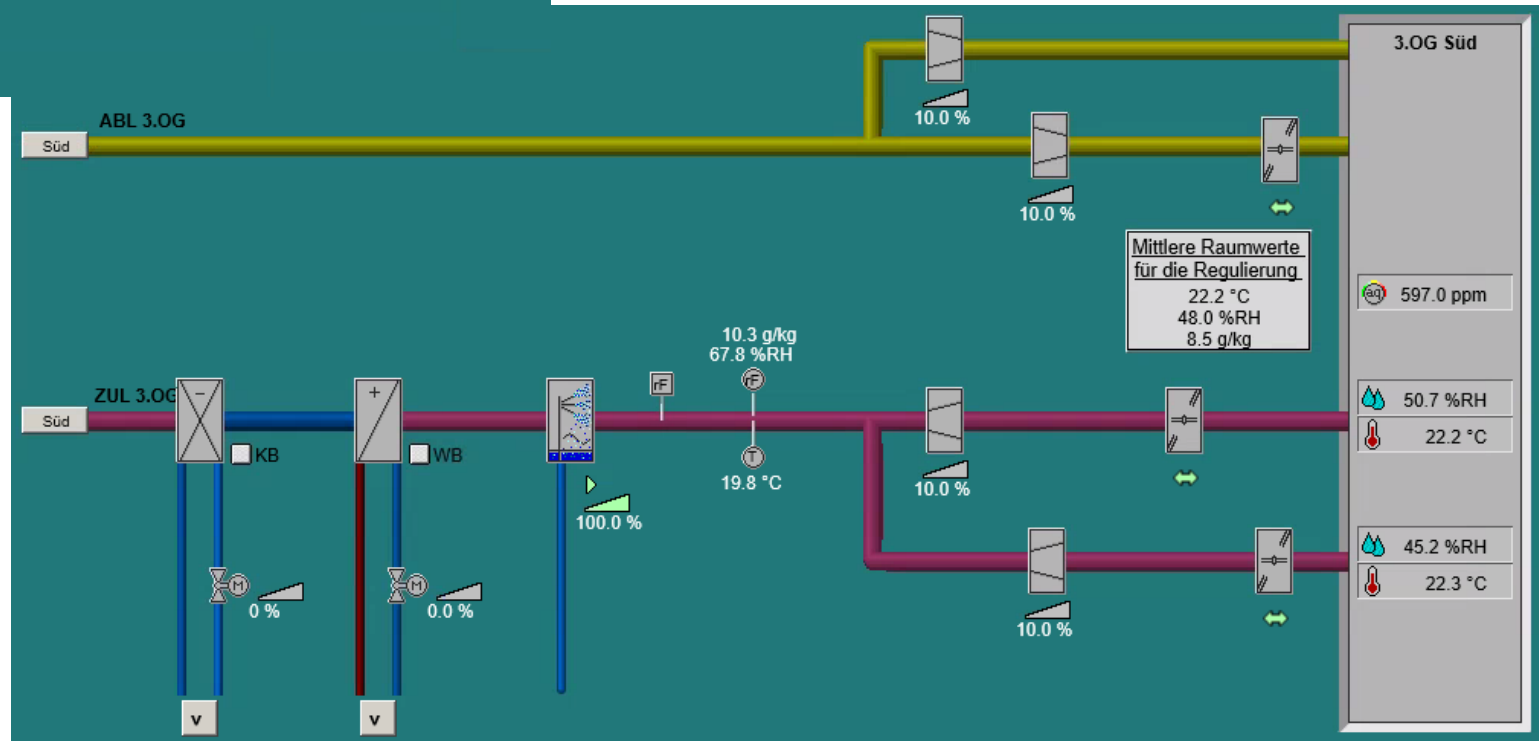 3.OG Süd
10.0 %
ABL 3.OG
Süd
10.0 %
Mittlere Raumwerte
für die Regulierung
22.2 °C
48.0 %RH
8.5 g/kg
aq
597.0 ppm
10.3 g/kg
67.8 %RH
rF
rF
ZUL 3.OG
Süd
−
+
KB
WB
T
19.8 °C
50.7 %RH
22.2 °C
10.0 %
100.0 %
45.2 %RH
22.3 °C
M
0 %
M
0.0 %
10.0 %
v
v